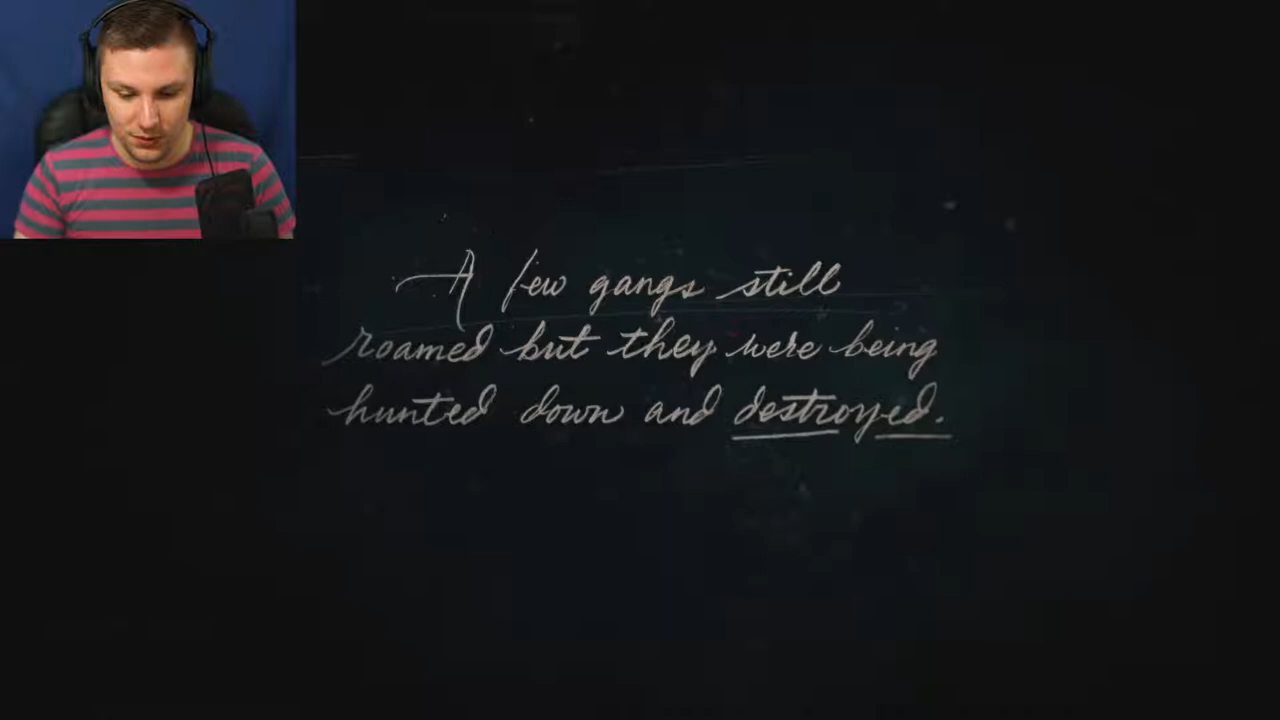 A few gangs still
roamed but they were being
hunted down and destroyed.